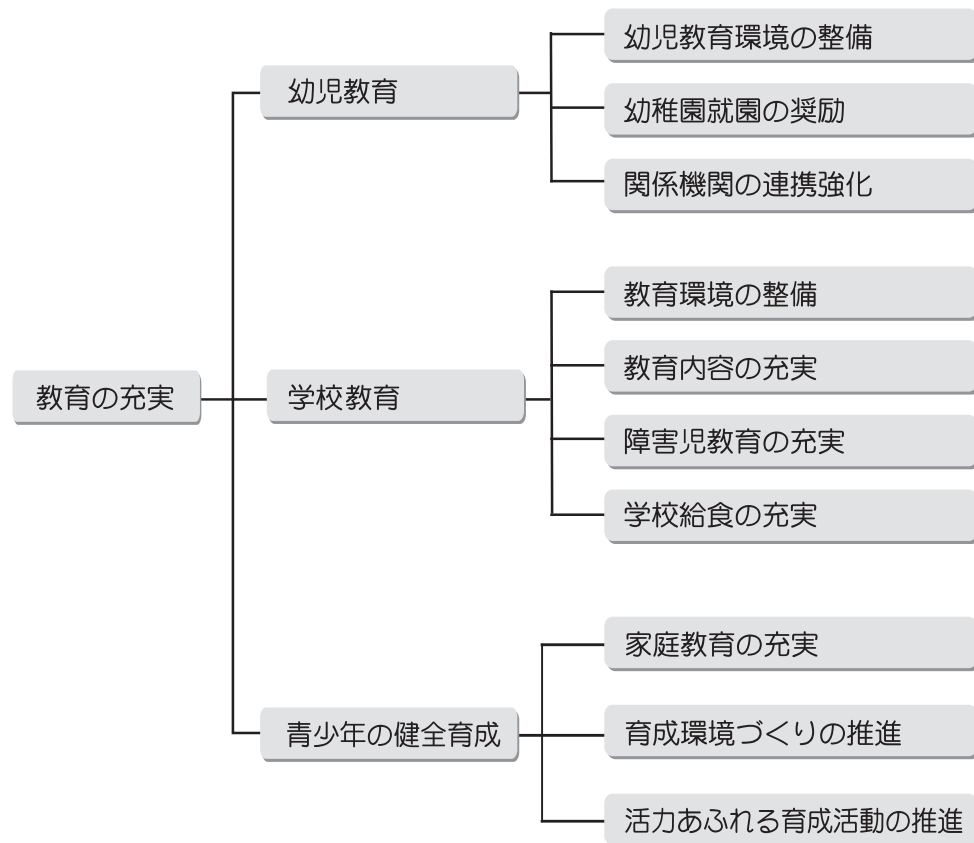 教育の充実
幼児教育
幼児教育環境の整備
幼稚園就園の奨励
関係機関の連携強化
学校教育
教育環境の整備
教育内容の充実
障害児教育の充実
学校給食の充実
青少年の健全育成
家庭教育の充実
育成環境づくりの推進
活力あふれる育成活動の推進